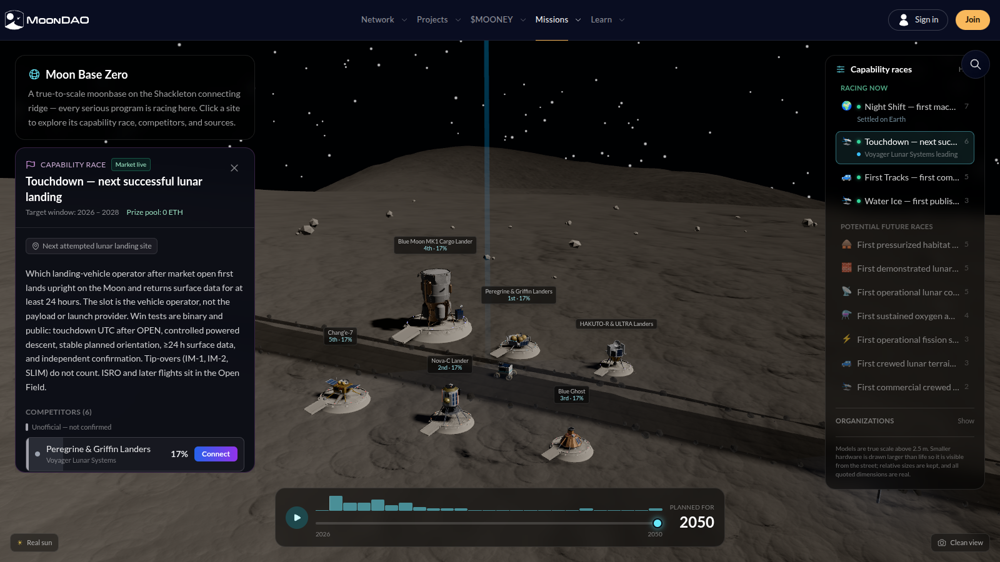 MOONDAO
Network
Projects
$MOONEY
Missions
Learn
Sign in
Join
Moon Base Zero
A true-to-scale moonbase on the Shackleton connecting
ridge — every serious program is racing here. Click a site
to explore its capability race, competitors, and sources.
CAPABILITY RACE
Market live
Touchdown — next successful lunar
landing
Target window: 2026 – 2028 Prize pool: 0 ETH
Next attempted lunar landing site
Which landing-vehicle operator after market open first
lands upright on the Moon and returns surface data for at
least 24 hours. The slot is the vehicle operator, not the
payload or launch provider. Win tests are binary and
public: touchdown UTC after OPEN, controlled powered
descent, stable planned orientation, ≥24 h surface data,
and independent confirmation. Tip-overs (IM-1, IM-2,
SLIM) do not count. ISRO and later flights sit in the Open
Field.
COMPETITORS (6)
Unofficial — not confirmed
Peregrine & Griffin Landers
Voyager Lunar Systems
17%
Connect
Blue Moon MK1 Cargo Lander
4th · 17%
Peregrine & Griffin Landers
1st · 17%
HAKUTO-R & ULTRA Landers
Chang'e-7
5th · 17%
Nova-C Lander
2nd · 17%
Blue Ghost
3rd · 17%
Capability races
RACING NOW
Night Shift — first mac... 7
Settled on Earth
Touchdown — next suc... 6
Voyager Lunar Systems leading
First Tracks — first com... 5
Water Ice — first publis... 3
POTENTIAL FUTURE RACES
First pressurized habitat ... 5
First demonstrated lunar... 5
First operational lunar co... 5
First sustained oxygen a... 4
First operational fission s... 3
First crewed lunar terrai... 3
First commercial crewed ... 2
ORGANIZATIONS Show
Models are true scale above 2.5 m. Smaller
hardware is drawn larger than life so it is visible
from the street; relative sizes are kept, and all
quoted dimensions are real.
2026
2050
PLANNED FOR
2050
Real sun
Clean view